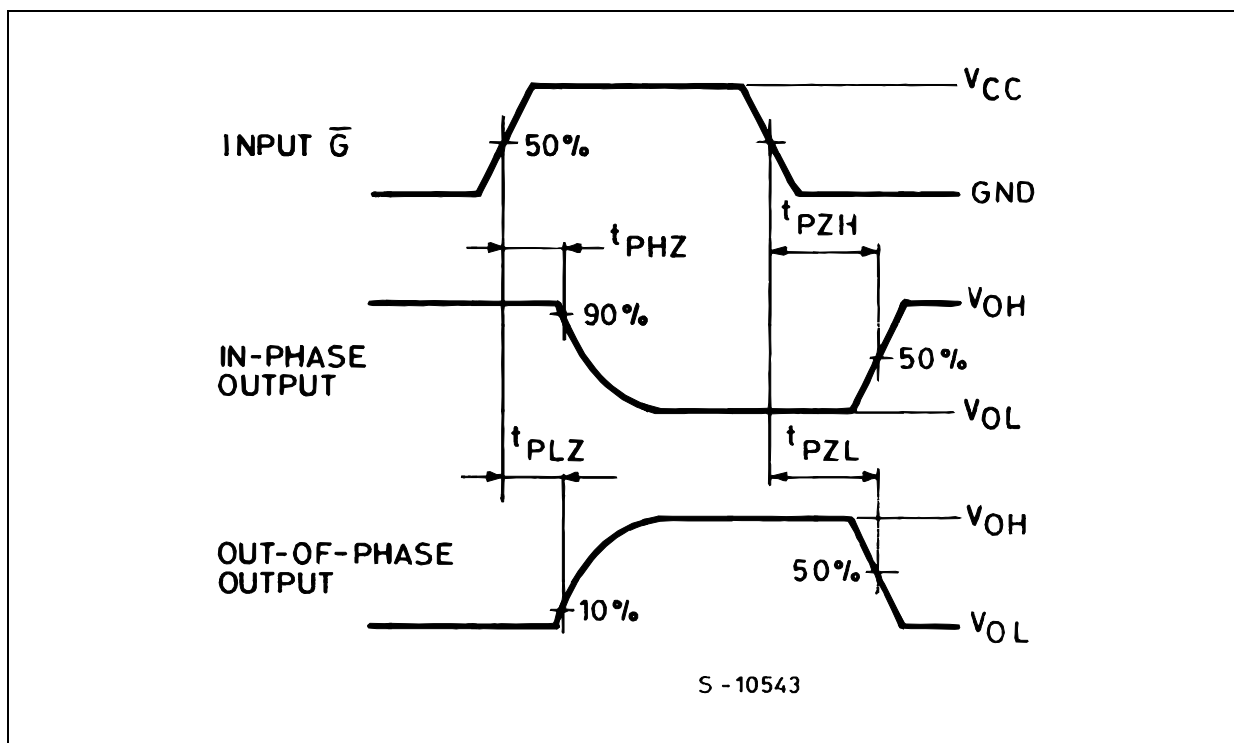 VCC
INPUT G̅
50%
GND
tPHZ
tPZH
VOH
90%
IN-PHASE
OUTPUT
50%
VOL
tPLZ
tPZL
VOH
OUT-OF-PHASE
OUTPUT
50%
10%
VOL
S-10543